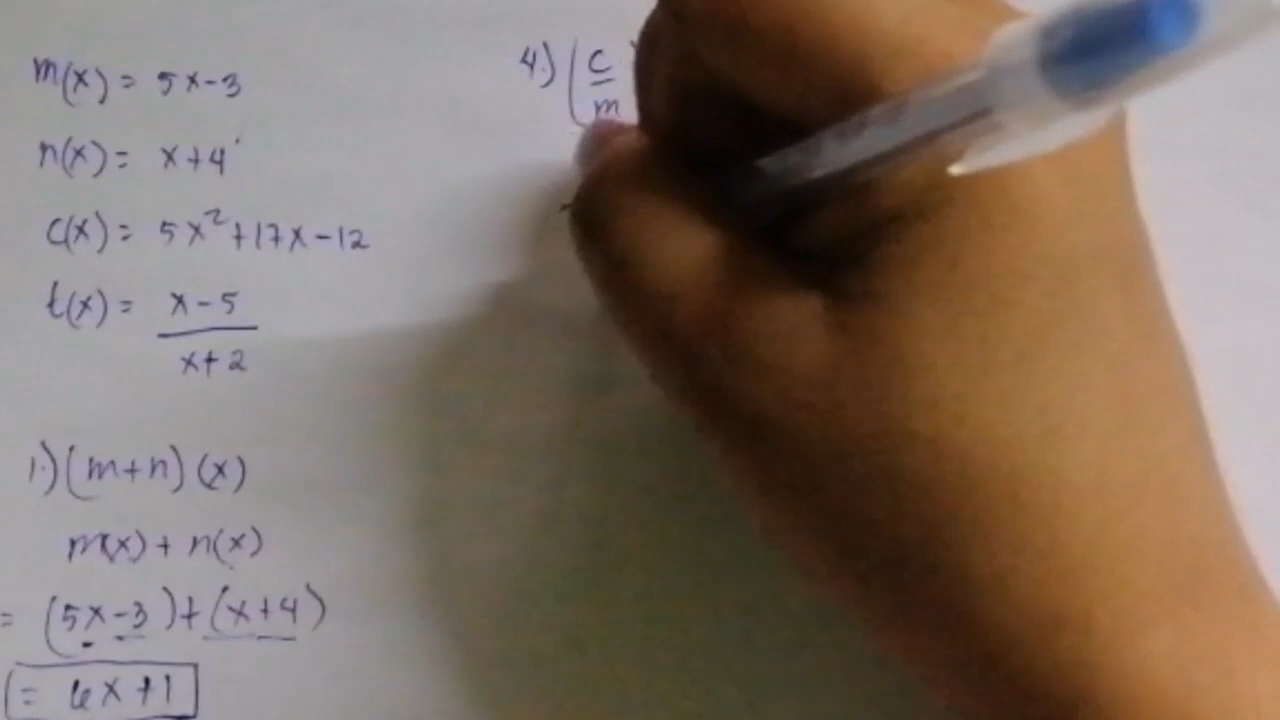 m(x) = 5x-3
n(x) = x+4
c(x) = 5x²+17x-12
t(x) = x-5
x+2
1.) (m+n) (x)
m(x) + n(x)
= (5x-3)+(x+4)
= 6x+1
4.) (c
m